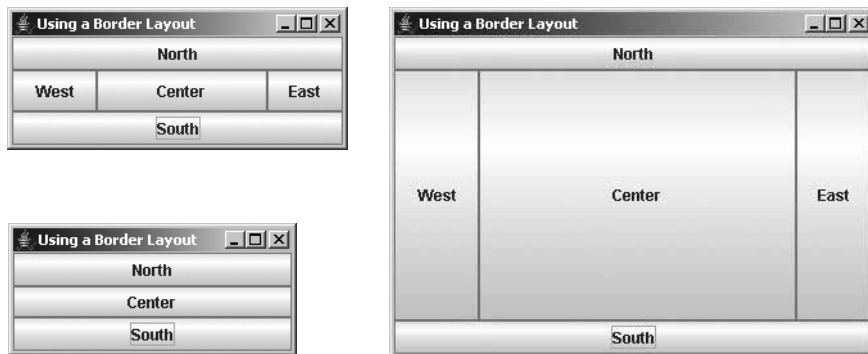 Using a Border Layout
North
West Center East
South
Using a Border Layout
North
Center
South
Using a Border Layout
North
West Center East
South